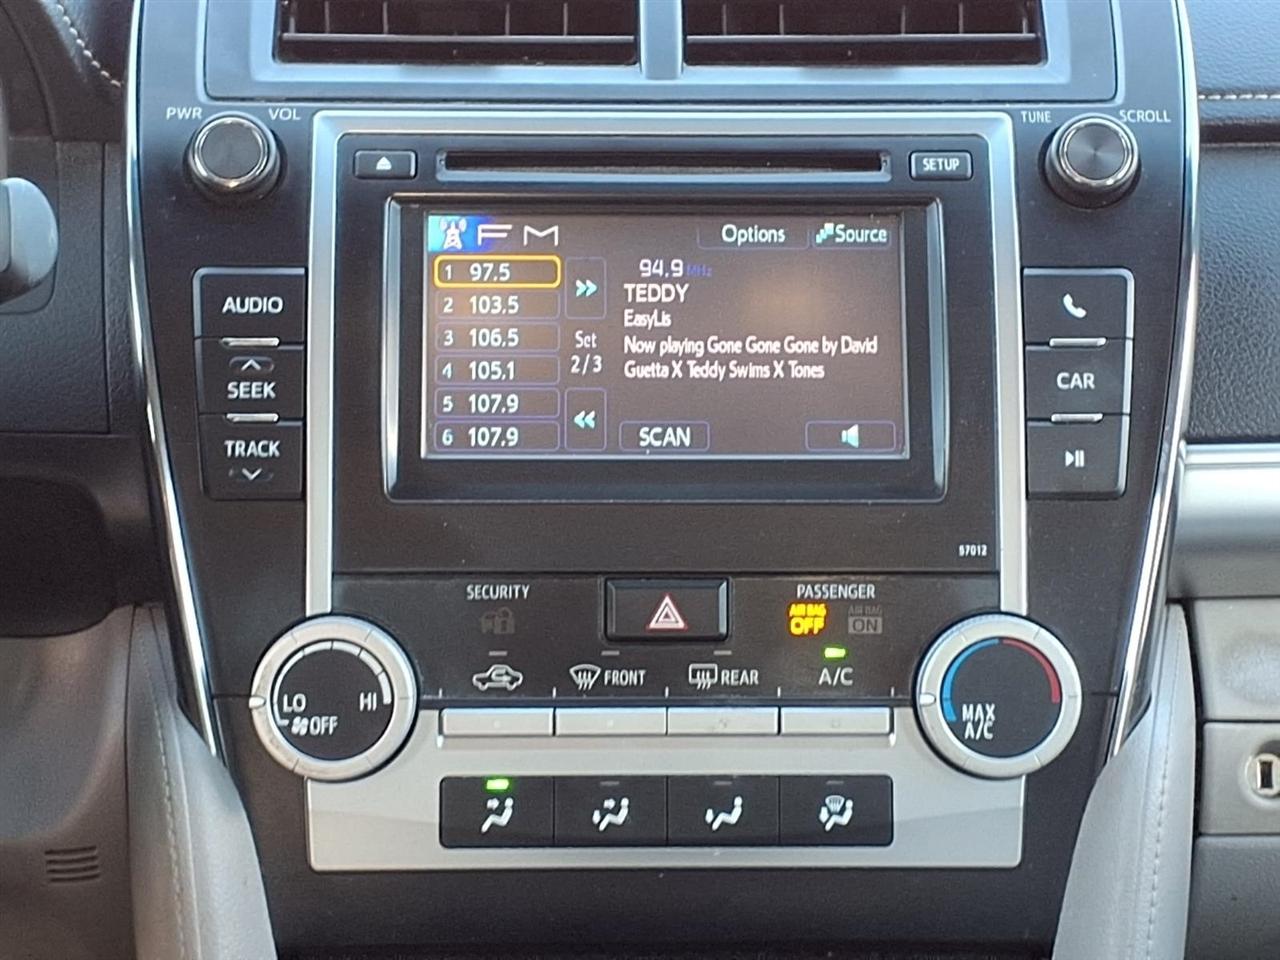 PWR VOL
TUNE SCROLL
SETUP
FM Options Source
1 97.5
2 103.5
3 106.5
4 105.1
5 107.9
6 107.9
Set
2/3
94.9 MHz
TEDDY
EasyLis
Now playing Gone Gone Gone by David
Guetta X Teddy Swims X Tones
SCAN
AUDIO
SEEK
TRACK
CAR
57012
SECURITY
PASSENGER
AIR BAG
OFF
AIR BAG
ON
FRONT
REAR
A/C
LO HI
OFF
MAX
A/C